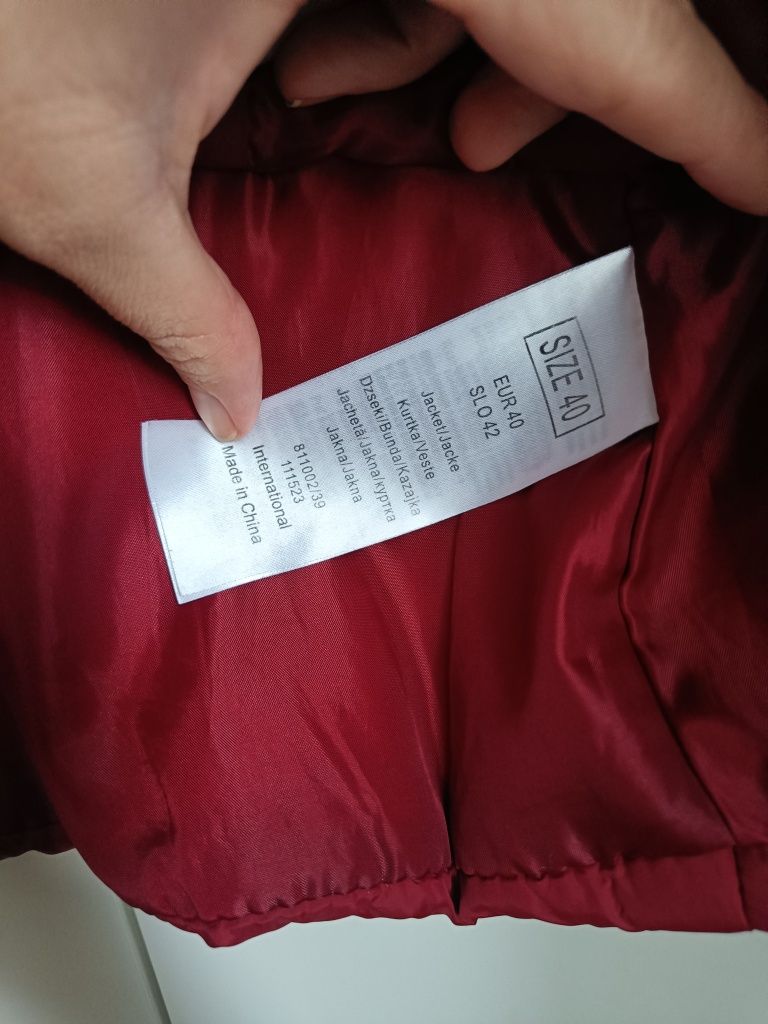 SIZE 40
EUR 40
SLO 42
Jacket/Jacke
Kurtka/Veste
Dzseki/Bunda/Kazajka
Jachetă/Jakna/куртка
Jakna/Jakna
811002/39
111523
International
Made in China